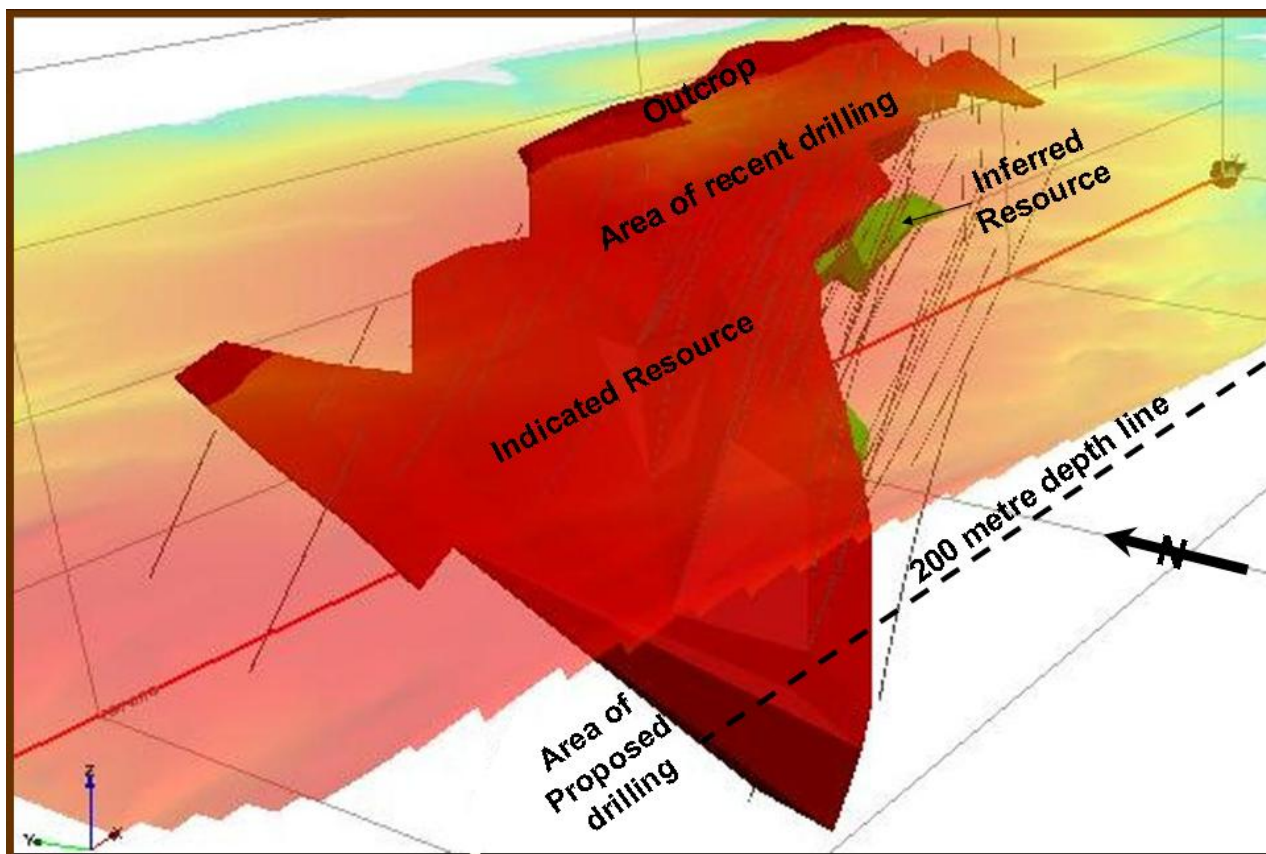 Outcrop
Area of recent drilling
Inferred
Resource
Indicated Resource
200 metre depth line
N
Area of
Proposed
drilling
Z
Y
X